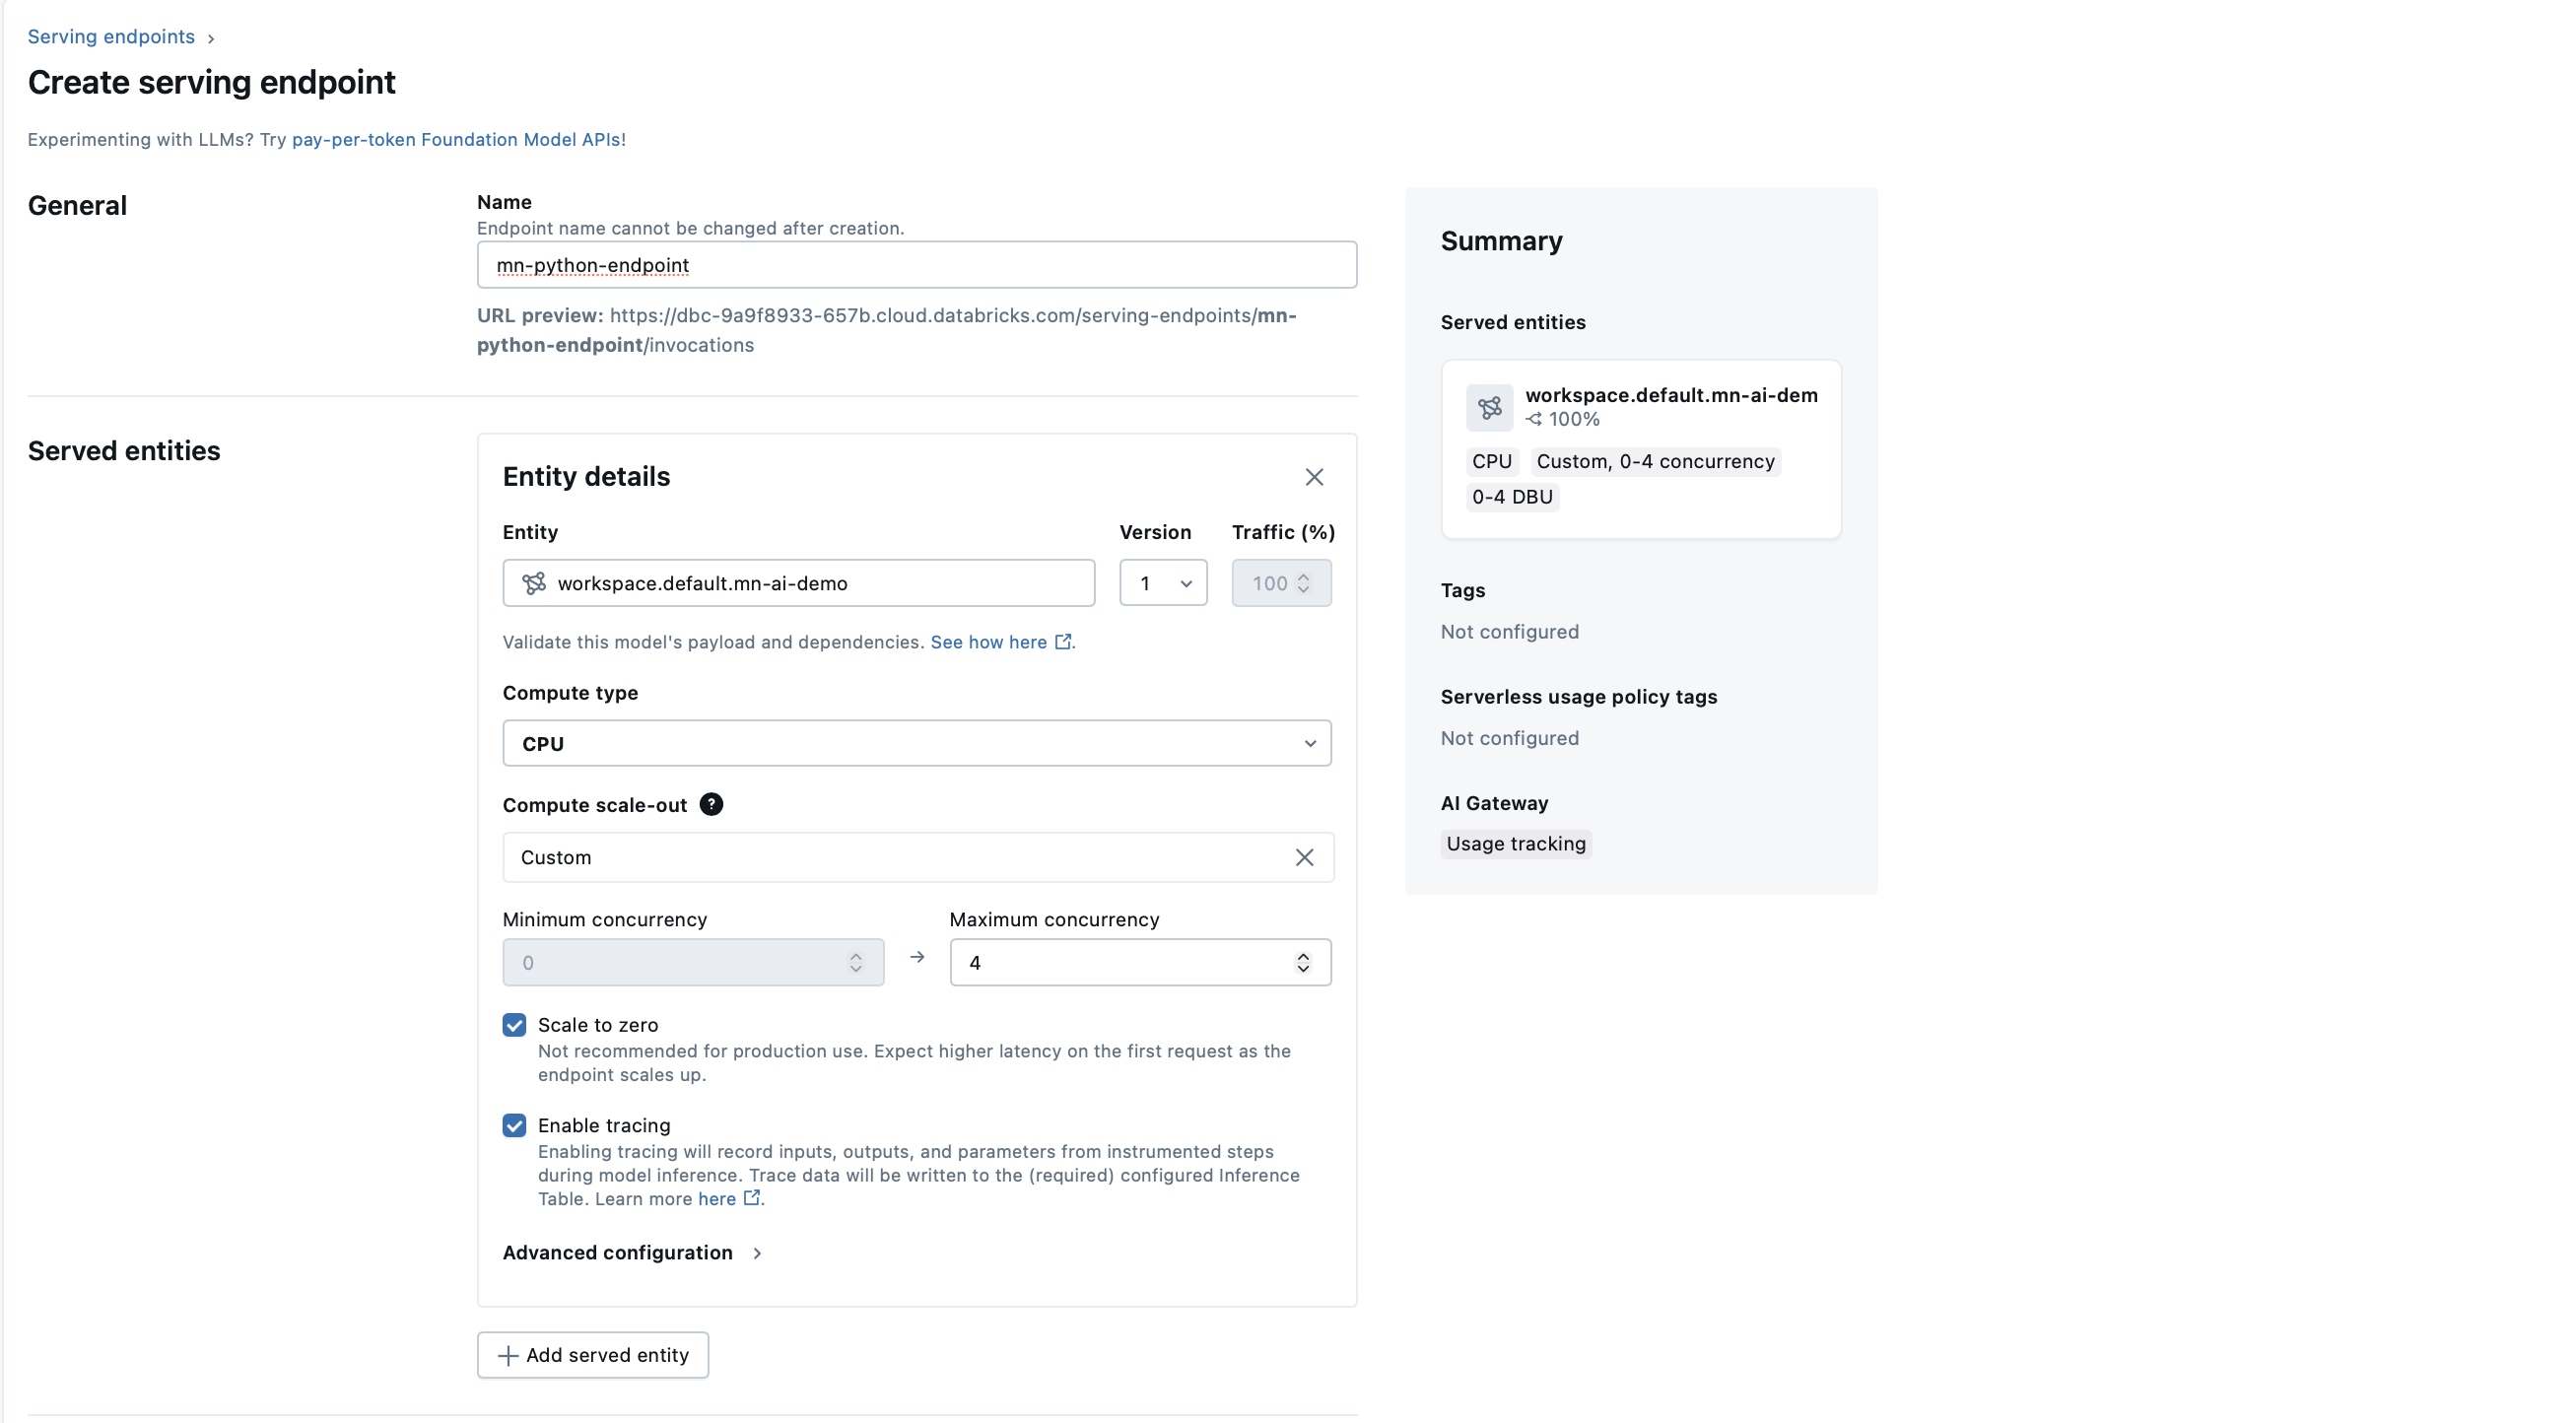 Serving endpoints
Create serving endpoint
Experimenting with LLMs? Try pay-per-token Foundation Model APIs!
General
Name
Endpoint name cannot be changed after creation.
mn-python-endpoint
URL preview: https://dbc-9a9f8933-657b.cloud.databricks.com/serving-endpoints/mn-
python-endpoint/invocations
Served entities
Entity details
Entity
Version
Traffic (%)
workspace.default.mn-ai-demo
1
100
Validate this model's payload and dependencies. See how here.
Compute type
CPU
Compute scale-out ?
Custom
Minimum concurrency
Maximum concurrency
0
4
Scale to zero
Not recommended for production use. Expect higher latency on the first request as the
endpoint scales up.
Enable tracing
Enabling tracing will record inputs, outputs, and parameters from instrumented steps
during model inference. Trace data will be written to the (required) configured Inference
Table. Learn more here.
Advanced configuration
Add served entity
Summary
Served entities
workspace.default.mn-ai-dem
100%
CPU
Custom, 0-4 concurrency
0-4 DBU
Tags
Not configured
Serverless usage policy tags
Not configured
AI Gateway
Usage tracking